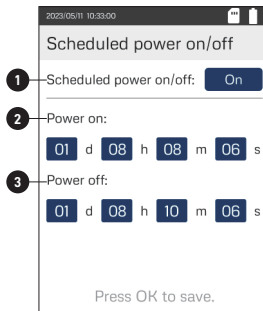 2023/05/11 10:33:00
Scheduled power on/off
1 Scheduled power on/off: On
2 Power on:
01 d 08 h 08 m 06 s
3 Power off:
01 d 08 h 10 m 06 s
Press OK to save.